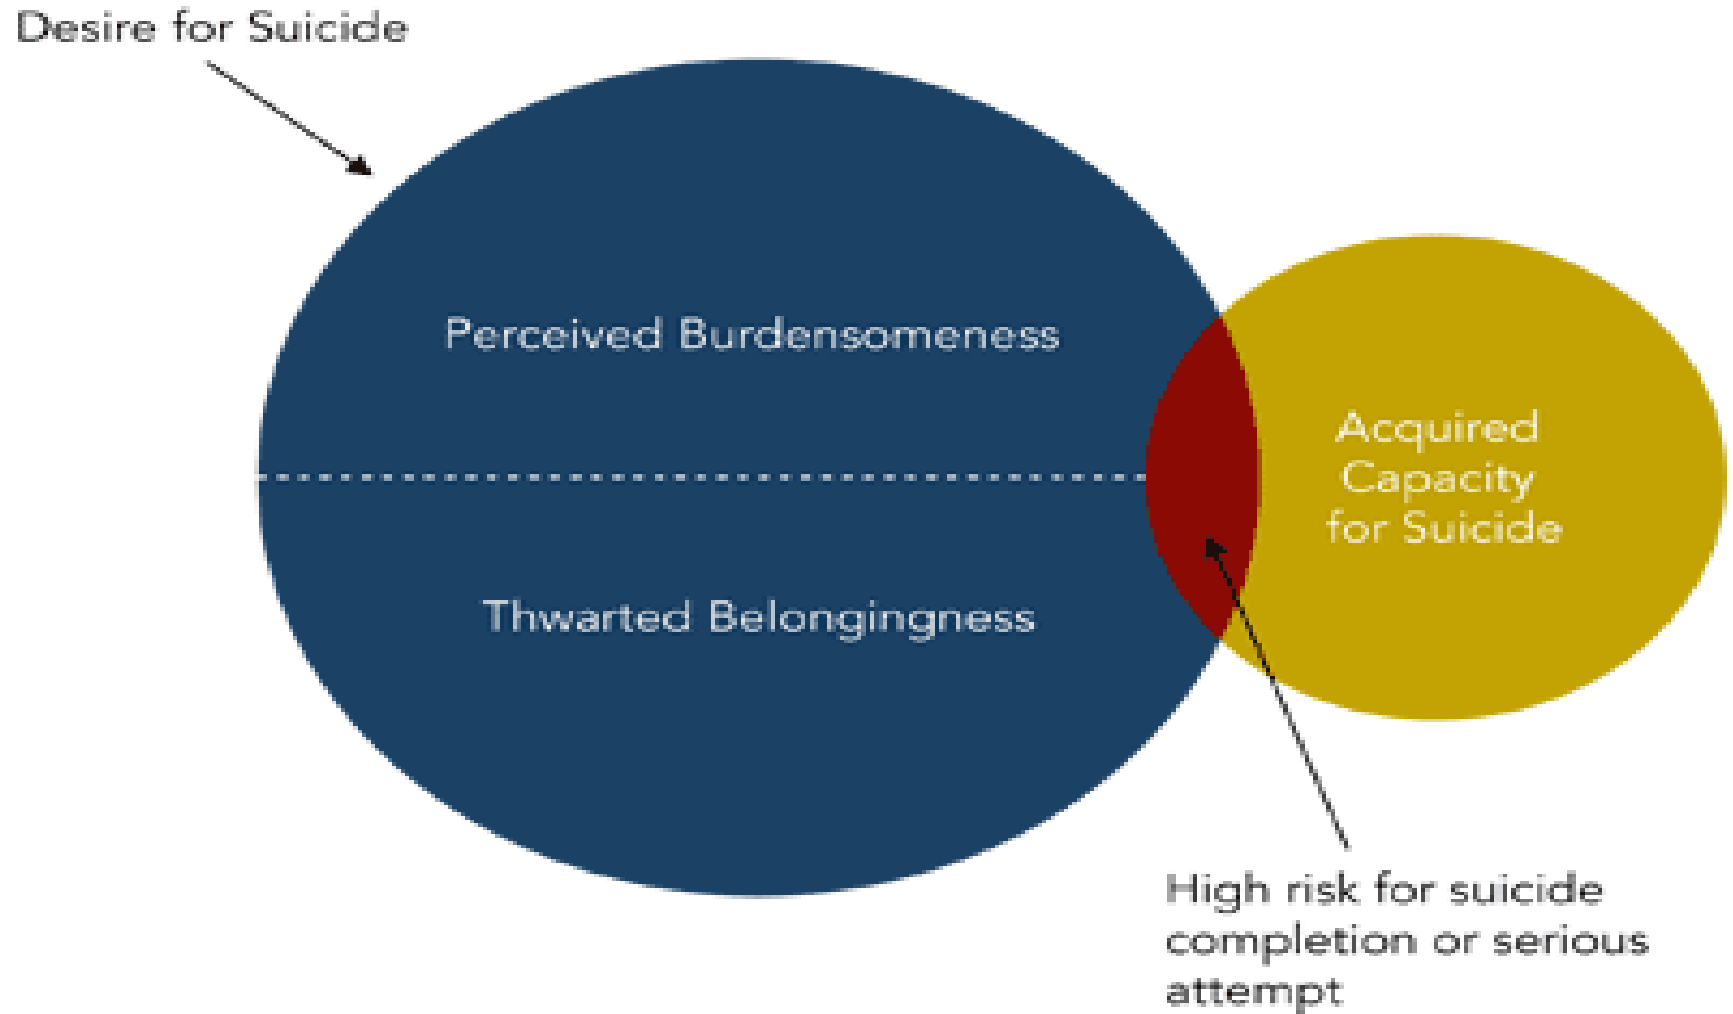 Desire for Suicide
Perceived Burdensomeness
Acquired
Capacity
for Suicide
Thwarted Belongingness
High risk for suicide
completion or serious
attempt